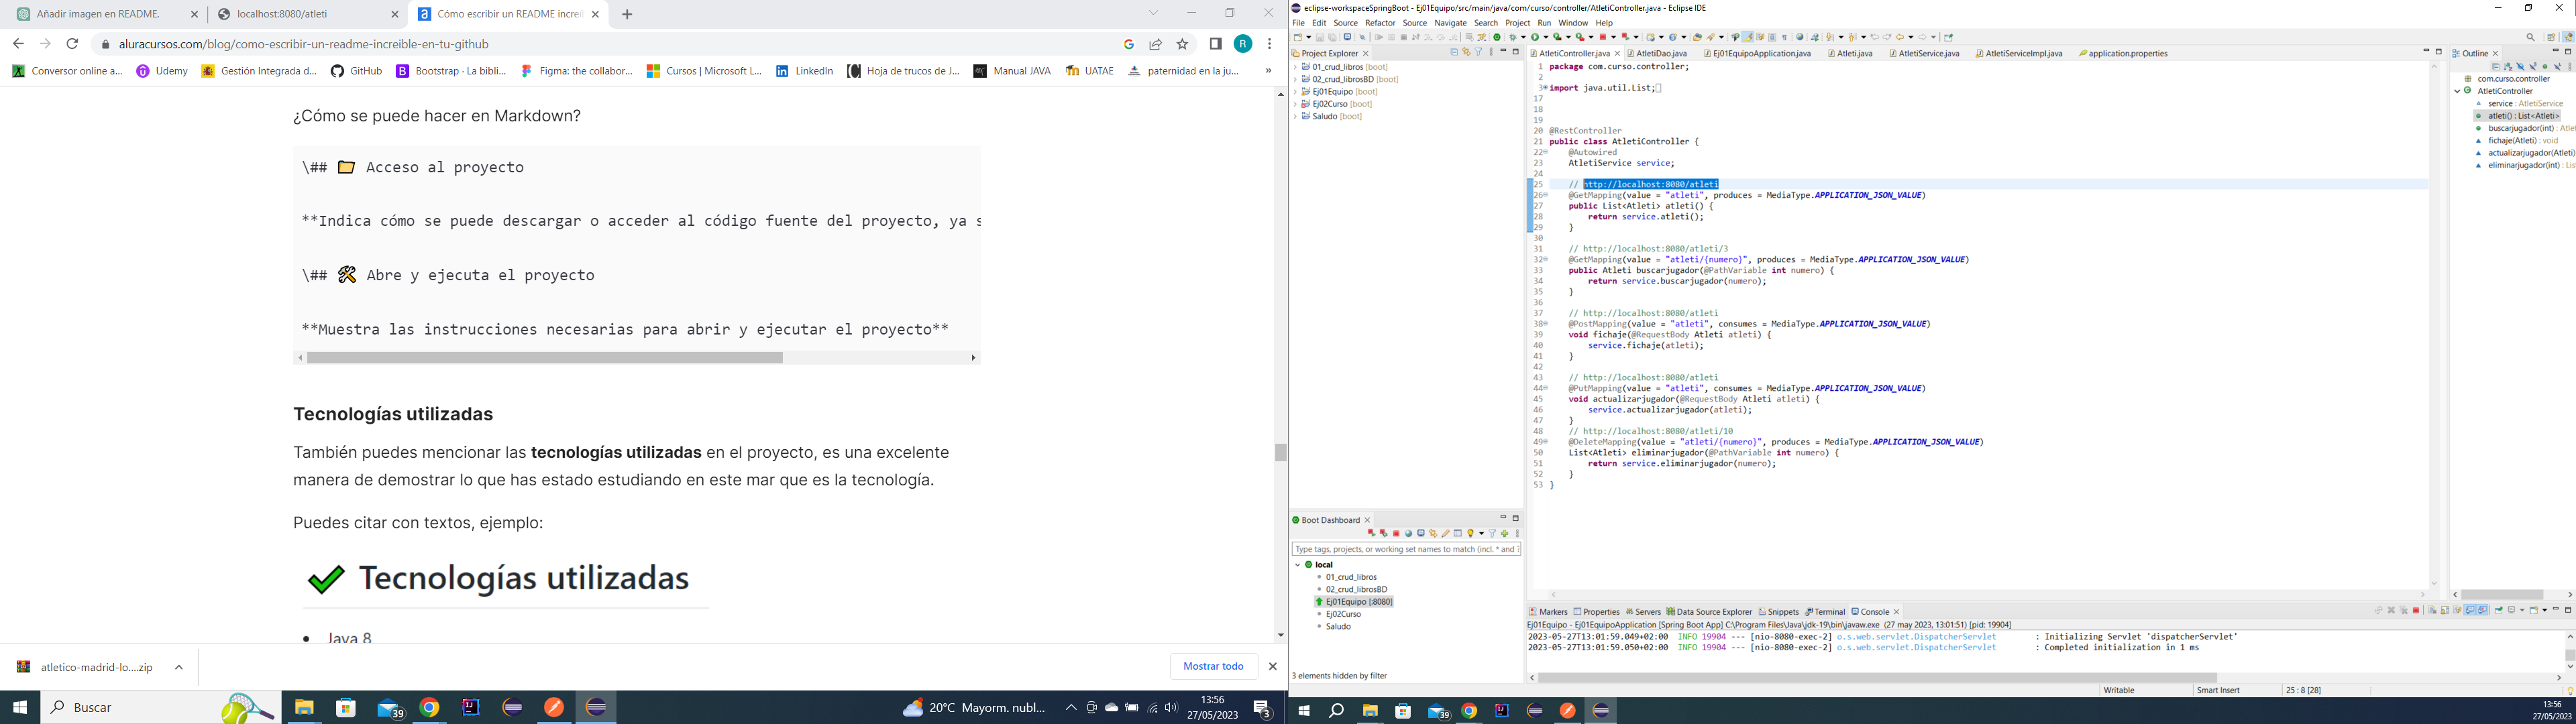 Añadir imagen en README.
localhost:8080/atleti
Cómo escribir un README increíb
aluracursos.com/blog/como-escribir-un-readme-increible-en-tu-github
R
Conversor online a...
Udemy
Gestión Integrada d...
GitHub
Bootstrap · La bibli...
Figma: the collabor...
Cursos | Microsoft L...
LinkedIn
Hoja de trucos de J...
Manual JAVA
UATAE
paternidad en la ju...
»
¿Cómo se puede hacer en Markdown?
\## 📁 Acceso al proyecto
**Indica cómo se puede descargar o acceder al código fuente del proyecto, ya s
\## 🛠️ Abre y ejecuta el proyecto
**Muestra las instrucciones necesarias para abrir y ejecutar el proyecto**
Tecnologías utilizadas
También puedes mencionar las tecnologías utilizadas en el proyecto, es una excelente
manera de demostrar lo que has estado estudiando en este mar que es la tecnología.
Puedes citar con textos, ejemplo:
✔ Tecnologías utilizadas
• Java 8
atletico-madrid-lo....zip
Mostrar todo
Buscar
39
20°C Mayorm. nubl...
13:56
27/05/2023
3
eclipse-workspaceSpringBoot - Ej01Equipo/src/main/java/com/curso/controller/AtletiController.java - Eclipse IDE
File Edit Source Refactor Source Navigate Search Project Run Window Help
Project Explorer
01_crud_libros [boot]
02_crud_librosBD [boot]
Ej01Equipo [boot]
Ej02Curso [boot]
Saludo [boot]
AtletiController.java
AtletiDao.java
Ej01EquipoApplication.java
Atleti.java
AtletiService.java
AtletiServiceImpl.java
application.properties
1 package com.curso.controller;
2
3 import java.util.List;
17
18
19
20 @RestController
21 public class AtletiController {
22 @Autowired
23 AtletiService service;
24
25 // http://localhost:8080/atleti
26 @GetMapping(value = "atleti", produces = MediaType.APPLICATION_JSON_VALUE)
27 public List<Atleti> atleti() {
28 return service.atleti();
29 }
30
31 // http://localhost:8080/atleti/3
32 @GetMapping(value = "atleti/{numero}", produces = MediaType.APPLICATION_JSON_VALUE)
33 public Atleti buscarjugador(@PathVariable int numero) {
34 return service.buscarjugador(numero);
35 }
36
37 // http://localhost:8080/atleti
38 @PostMapping(value = "atleti", consumes = MediaType.APPLICATION_JSON_VALUE)
39 void fichaje(@RequestBody Atleti atleti) {
40 service.fichaje(atleti);
41 }
42
43 // http://localhost:8080/atleti
44 @PutMapping(value = "atleti", consumes = MediaType.APPLICATION_JSON_VALUE)
45 void actualizarjugador(@RequestBody Atleti atleti) {
46 service.actualizarjugador(atleti);
47 }
48 // http://localhost:8080/atleti/10
49 @DeleteMapping(value = "atleti/{numero}", produces = MediaType.APPLICATION_JSON_VALUE)
50 List<Atleti> eliminarjugador(@PathVariable int numero) {
51 return service.eliminarjugador(numero);
52 }
53 }
Outline
com.curso.controller
AtletiController
service : AtletiService
atleti() : List<Atleti>
buscarjugador(int) : Atle
fichaje(Atleti) : void
actualizarjugador(Atleti)
eliminarjugador(int) : Lis
Boot Dashboard
Type tags, projects, or working set names to match (incl. * and ?
local
01_crud_libros
02_crud_librosBD
Ej01Equipo [:8080]
Ej02Curso
Saludo
3 elements hidden by filter
Markers Properties Servers Data Source Explorer Snippets Terminal Console
Ej01Equipo - Ej01EquipoApplication [Spring Boot App] C:\Program Files\Java\jdk-19\bin\javaw.exe (27 may 2023, 13:01:51) [pid: 19904]
2023-05-27T13:01:59.049+02:00 INFO 19904 --- [nio-8080-exec-2] o.s.web.servlet.DispatcherServlet : Initializing Servlet 'dispatcherServlet'
2023-05-27T13:01:59.050+02:00 INFO 19904 --- [nio-8080-exec-2] o.s.web.servlet.DispatcherServlet : Completed initialization in 1 ms
Writable
Smart Insert
25 : 8 [28]
39
13:56
27/05/2023